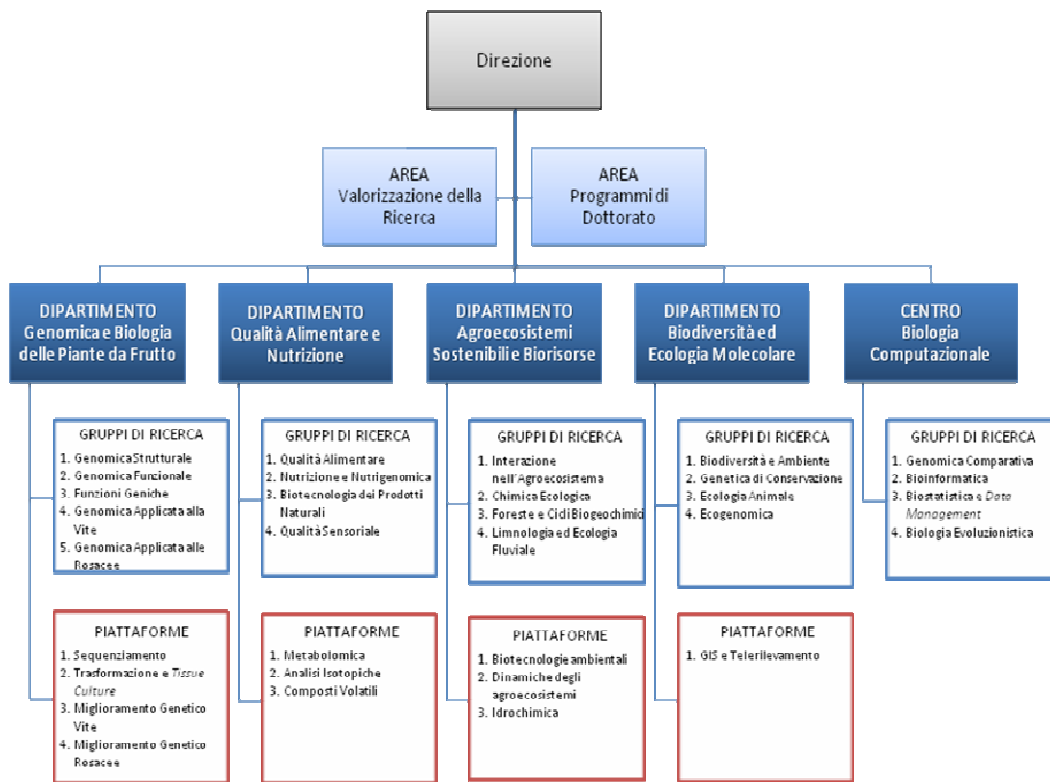 Direzione
AREA
Valorizzazione della
Ricerca
AREA
Programmi di
Dottorato
DIPARTIMENTO
Genomica e Biologia
delle Piante da Frutto
DIPARTIMENTO
Qualità Alimentare e
Nutrizione
DIPARTIMENTO
Agroecosistemi
Sostenibili e Biorisorse
DIPARTIMENTO
Biodiversità ed
Ecologia Molecolare
CENTRO
Biologia
Computazionale
GRUPPI DI RICERCA
1. Genomica Strutturale
2. Genomica Funzionale
3. Funzioni Geniche
4. Genomica Applicata alla
Vite
5. Genomica Applicata alle
Rosacee
GRUPPI DI RICERCA
1. Qualità Alimentare
2. Nutrizione e Nutrigenomica
3. Biotecnologia dei Prodotti
Naturali
4. Qualità Sensoriale
GRUPPI DI RICERCA
1. Interazione
nell'Agroecosistema
2. Chimica Ecologica
3. Foreste e Cicli Biogeochimici
4. Limnologia ed Ecologia
Fluviale
GRUPPI DI RICERCA
1. Biodiversità e Ambiente
2. Genetica di Conservazione
3. Ecologia Animale
4. Ecogenomica
GRUPPI DI RICERCA
1. Genomica Comparativa
2. Bioinformatica
3. Biostatistica e Data
Management
4. Biologia Evoluzionistica
PIATTAFORME
1. Sequenziamento
2. Trasformazione e Tissue
Culture
3. Miglioramento Genetico
Vite
4. Miglioramento Genetico
Rosacee
PIATTAFORME
1. Metabolomica
2. Analisi Isotopiche
3. Composti Volatili
PIATTAFORME
1. Biotecnologie ambientali
2. Dinamiche degli
agroecosistemi
3. Idrochimica
PIATTAFORME
1. GIS e Telerilevamento